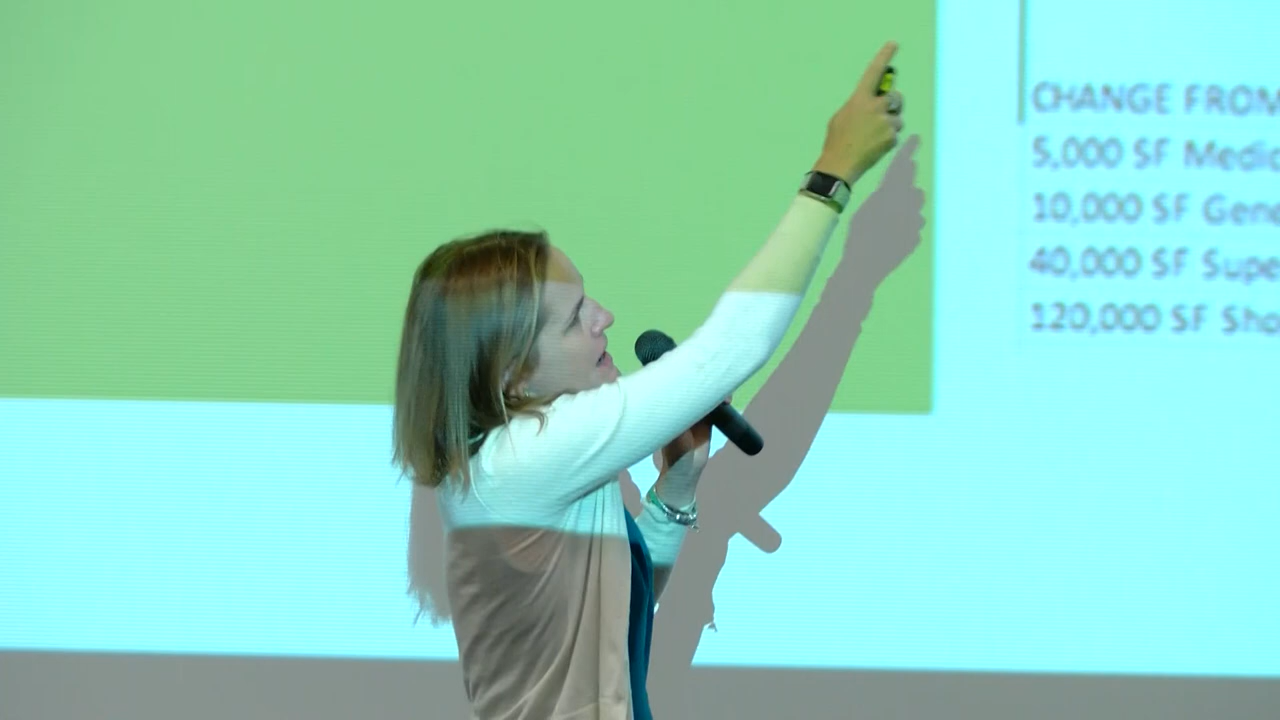 CHANGE FROM
5,000 SF
10,000 SF
40,000 SF
120,000 SF